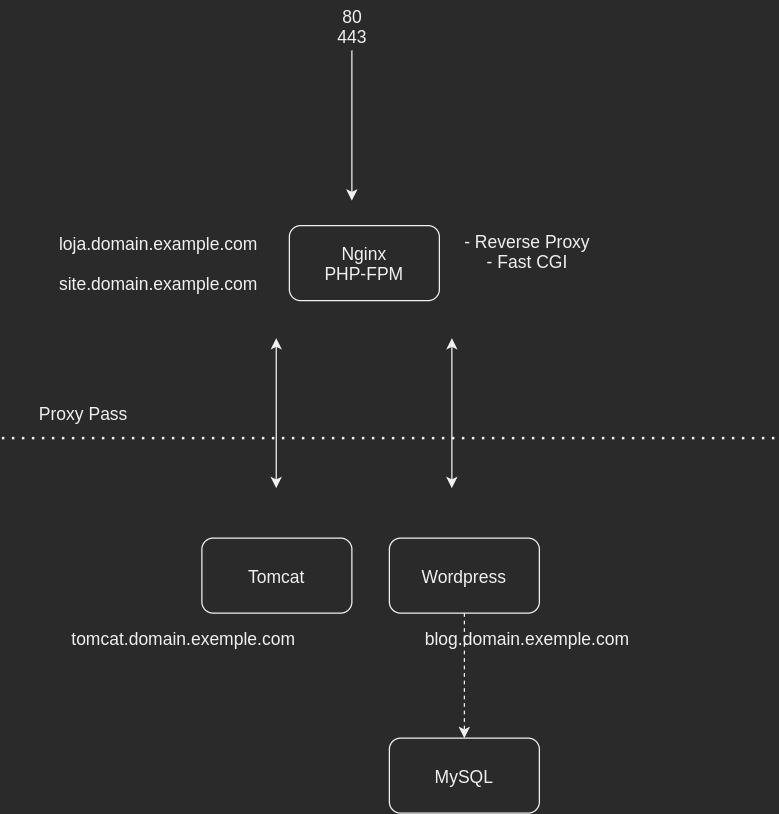 80
443
loja.domain.example.com
site.domain.example.com
Nginx
PHP-FPM
- Reverse Proxy
- Fast CGI
Proxy Pass
Tomcat
Wordpress
tomcat.domain.exemple.com
blog.domain.exemple.com
MySQL